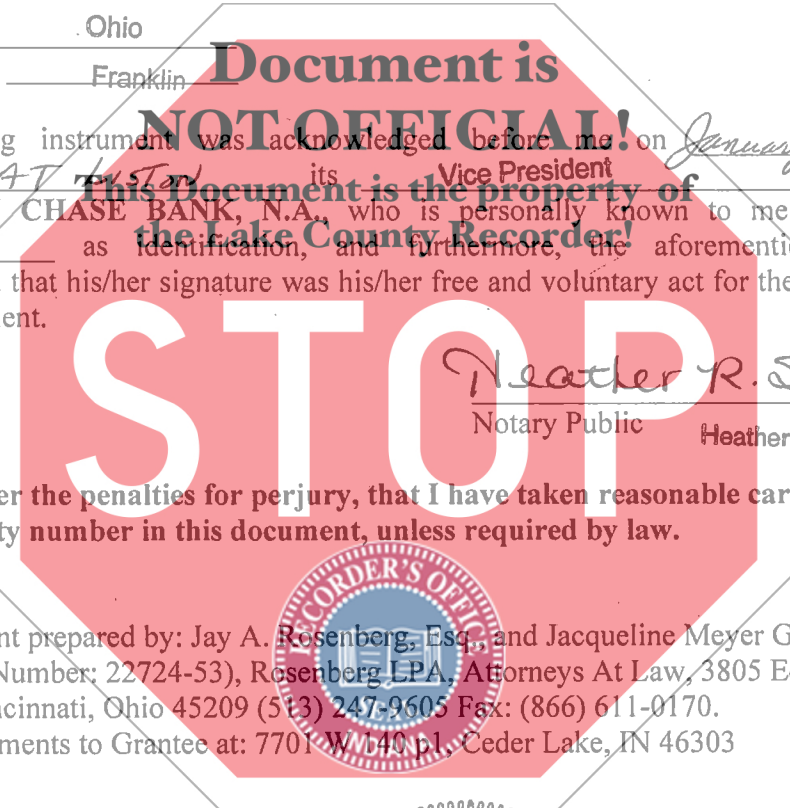 Ohio
Document is
Franklin
NOT OFFICIAL!
g instrument was acknowledged before me on January
its Vice President
This Document is the property of
CHASE BANK, N.A., who is personally known to me
the Lake County Recorder!
as identification, and furthermore, the aforementi
that his/her signature was his/her free and voluntary act for the
ent.
STOP
Heather R. S
Notary Public Heather
er the penalties for perjury, that I have taken reasonable car
ty number in this document, unless required by law.
RECORDER'S OFFICE
nt prepared by: Jay A. Rosenberg, Esq., and Jacqueline Meyer G
Number: 22724-53), Rosenberg LPA, Attorneys At Law, 3805 E
cinnati, Ohio 45209 (513) 247-9605 Fax: (866) 611-0170.
ments to Grantee at: 7701 W 140 pl, Ceder Lake, IN 46303
INDIANA